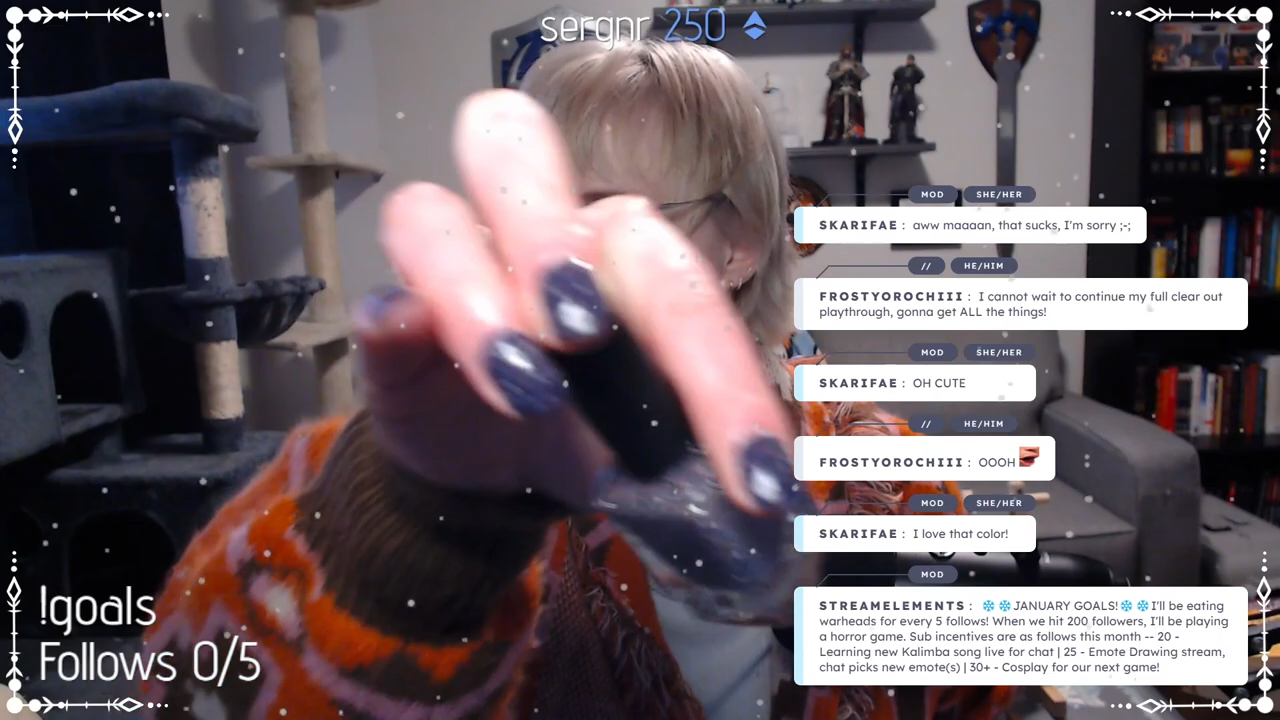 sergnr 250
MOD SHE/HER
SKARIFAE : aww maaaan, that sucks, I'm sorry ;-;
// HE/HIM
FROSTYOROCHIII : I cannot wait to continue my full clear out
playthrough, gonna get ALL the things!
MOD SHE/HER
SKARIFAE : OH CUTE
// HE/HIM
FROSTYOROCHIII : OOOH
MOD SHE/HER
SKARIFAE : I love that color!
MOD
STREAMELEMENTS : ❄️ ❄️ JANUARY GOALS! ❄️ ❄️ I'll be eating
warheads for every 5 follows! When we hit 200 followers, I'll be playing
a horror game. Sub incentives are as follows this month -- 20 -
Learning new Kalimba song live for chat | 25 - Emote Drawing stream,
chat picks new emote(s) | 30+ - Cosplay for our next game!
!goals
Follows 0/5